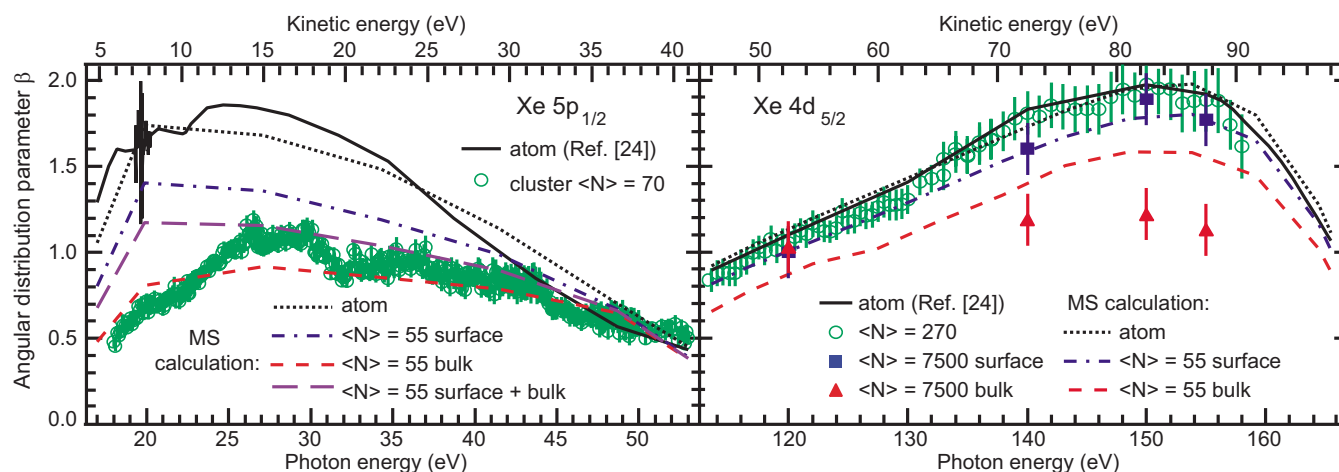 Kinetic energy (eV)
5 10 15 20 25 30 35 40
Kinetic energy (eV)
50 60 70 80 90
Angular distribution parameter β
2.0
1.5
1.0
0.5
0.0
Xe 5p1/2
atom (Ref. [24])
cluster <N> = 70
MS calculation:
atom
<N> = 55 surface
<N> = 55 bulk
<N> = 55 surface + bulk
20 25 30 35 40 45 50
Photon energy (eV)
Xe 4d5/2
atom (Ref. [24])
<N> = 270
<N> = 7500 surface
<N> = 7500 bulk
MS calculation:
atom
<N> = 55 surface
<N> = 55 bulk
120 130 140 150 160
Photon energy (eV)